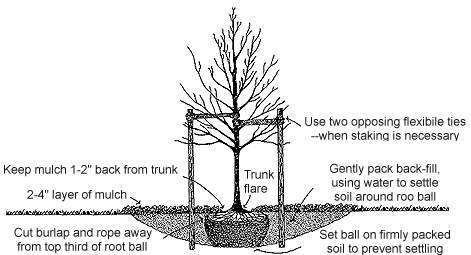 Use two opposing flexibile ties
--when staking is necessary
Keep mulch 1-2" back from trunk
Trunk
flare
Gently pack back-fill,
using water to settle
soil around roo ball
2-4" layer of mulch
Cut burlap and rope away
from top third of root ball
Set ball on firmly packed
soil to prevent settling